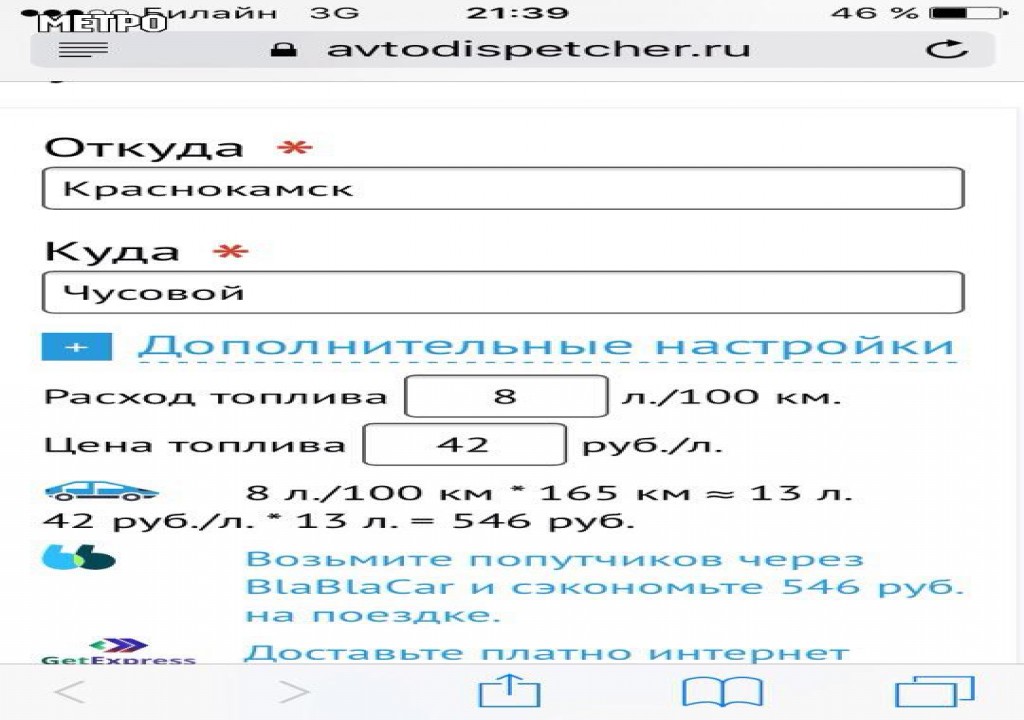 Билайн 3G 21:39 46 %
МЕТРО
avtodispetcher.ru
Откуда *
Краснокамск
Куда *
Чусовой
+ Дополнительные настройки
Расход топлива 8 л./100 км.
Цена топлива 42 руб./л.
8 л./100 км * 165 км ≈ 13 л.
42 руб./л. * 13 л. = 546 руб.
Возьмите попутчиков через
BlaBlaCar и сэкономьте 546 руб.
на поездке.
GetExpress Доставьте платно интернет